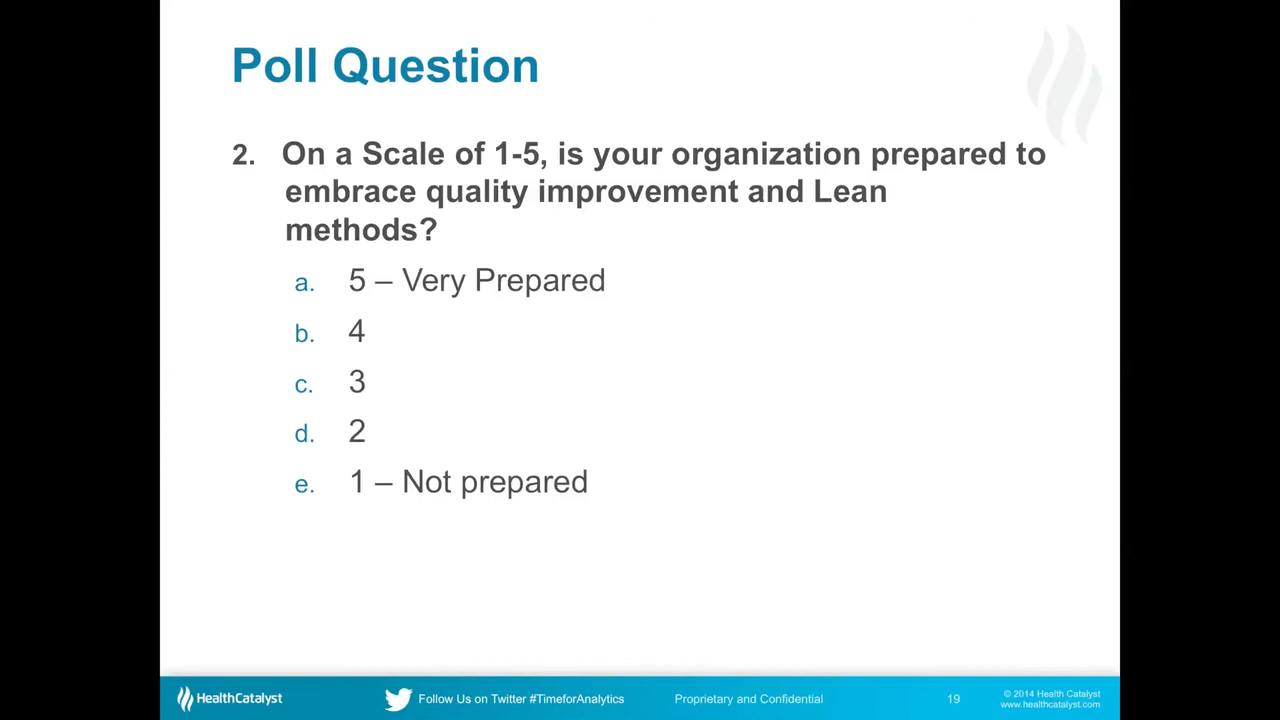 Poll Question
2. On a Scale of 1-5, is your organization prepared to
embrace quality improvement and Lean
methods?
a. 5 – Very Prepared
b. 4
c. 3
d. 2
e. 1 – Not prepared
HealthCatalyst Follow Us on Twitter #TimeforAnalytics Proprietary and Confidential 19 © 2014 Health Catalyst
www.healthcatalyst.com